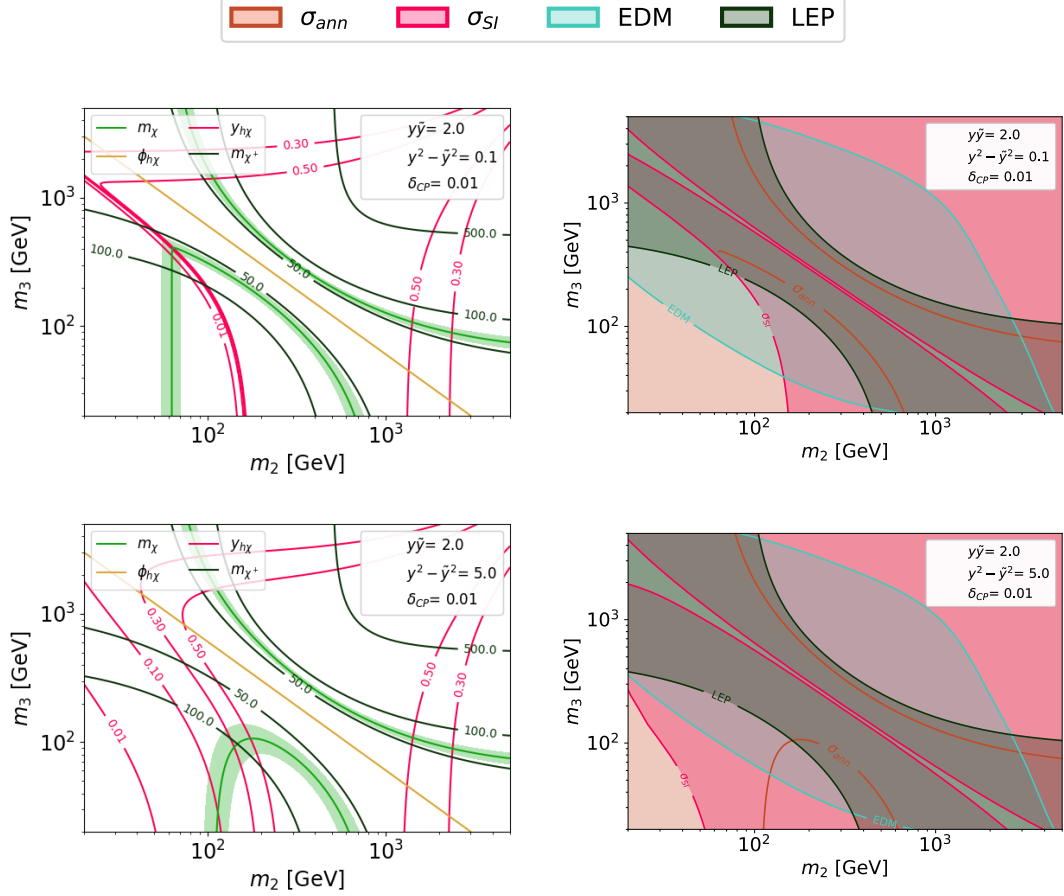 σ_ann σ_SI EDM LEP
m_χ y_hχ
ϕ_hχ m_χ⁺
yỹ= 2.0
y² − ỹ²= 0.1
δ_CP= 0.01
0.30
0.50
500.0
100.0
50.0
50.0
100.0
0.01
0.50
0.30
10³
10²
m₃ [GeV]
10² 10³
m₂ [GeV]
yỹ= 2.0
y² − ỹ²= 0.1
δ_CP= 0.01
LEP
EDM
σ_ann
σ_SI
10³
10²
m₃ [GeV]
10² 10³
m₂ [GeV]
m_χ y_hχ
ϕ_hχ m_χ⁺
yỹ= 2.0
y² − ỹ²= 5.0
δ_CP= 0.01
0.30
0.50
0.10
0.01
500.0
50.0
50.0
100.0
100.0
0.50
0.30
10³
10²
m₃ [GeV]
10² 10³
m₂ [GeV]
yỹ= 2.0
y² − ỹ²= 5.0
δ_CP= 0.01
LEP
σ_SI
σ_ann
EDM
10³
10²
m₃ [GeV]
10² 10³
m₂ [GeV]